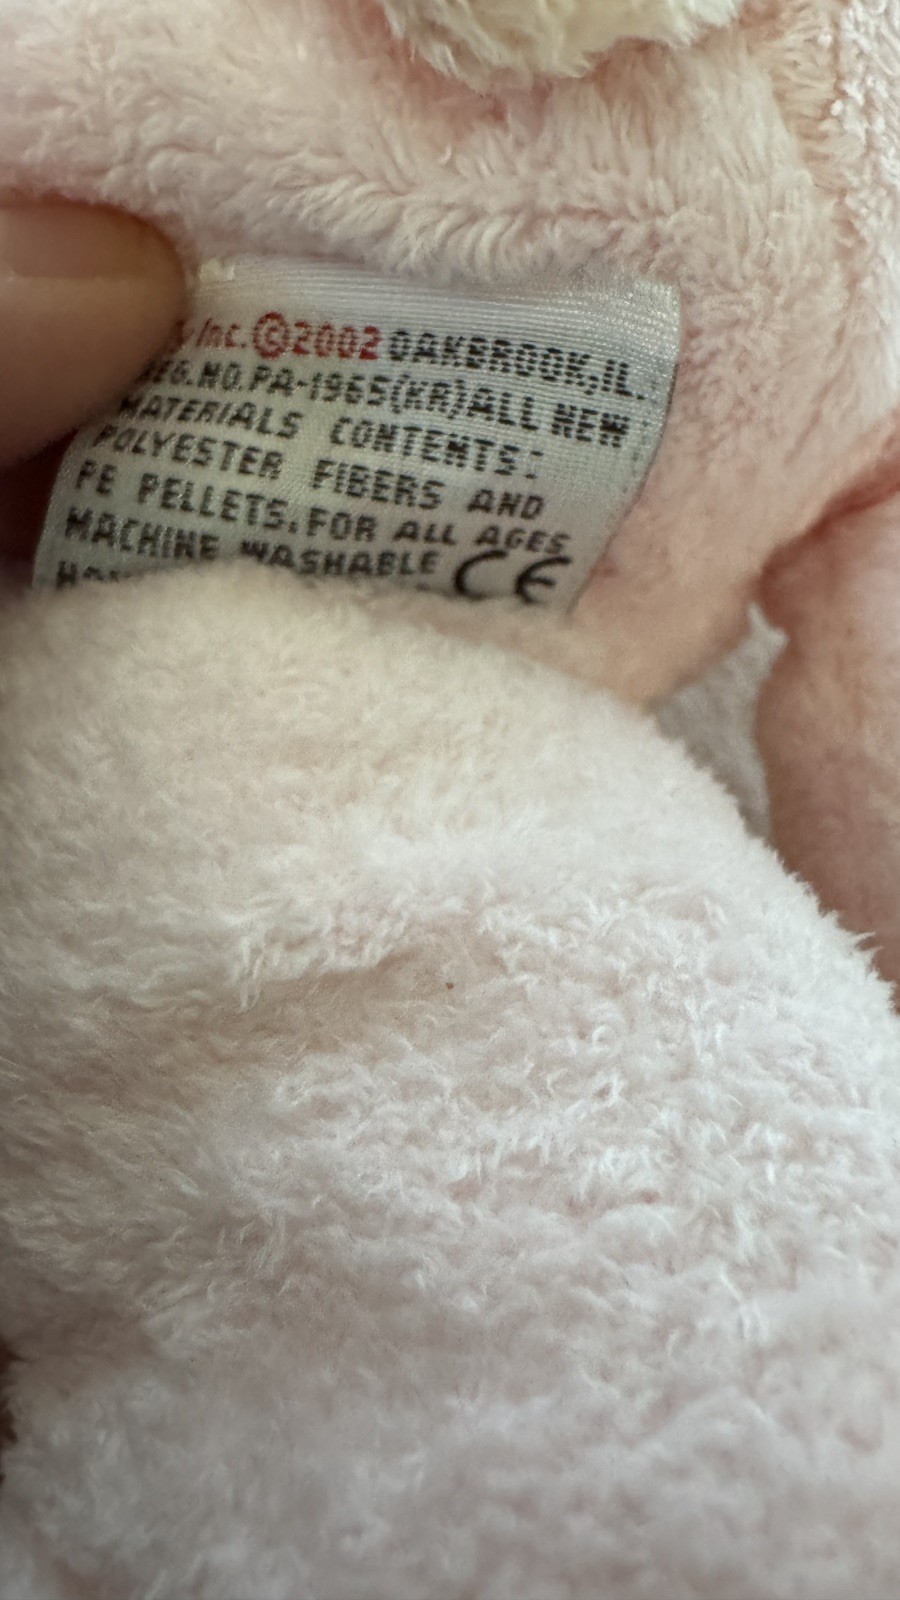 Inc.©2002 OAKBROOK,IL.
REG.NO.PA-1965(KR)ALL NEW
MATERIALS CONTENTS:
POLYESTER FIBERS AND
PE PELLETS.FOR ALL AGES
MACHINE WASHABLE CE